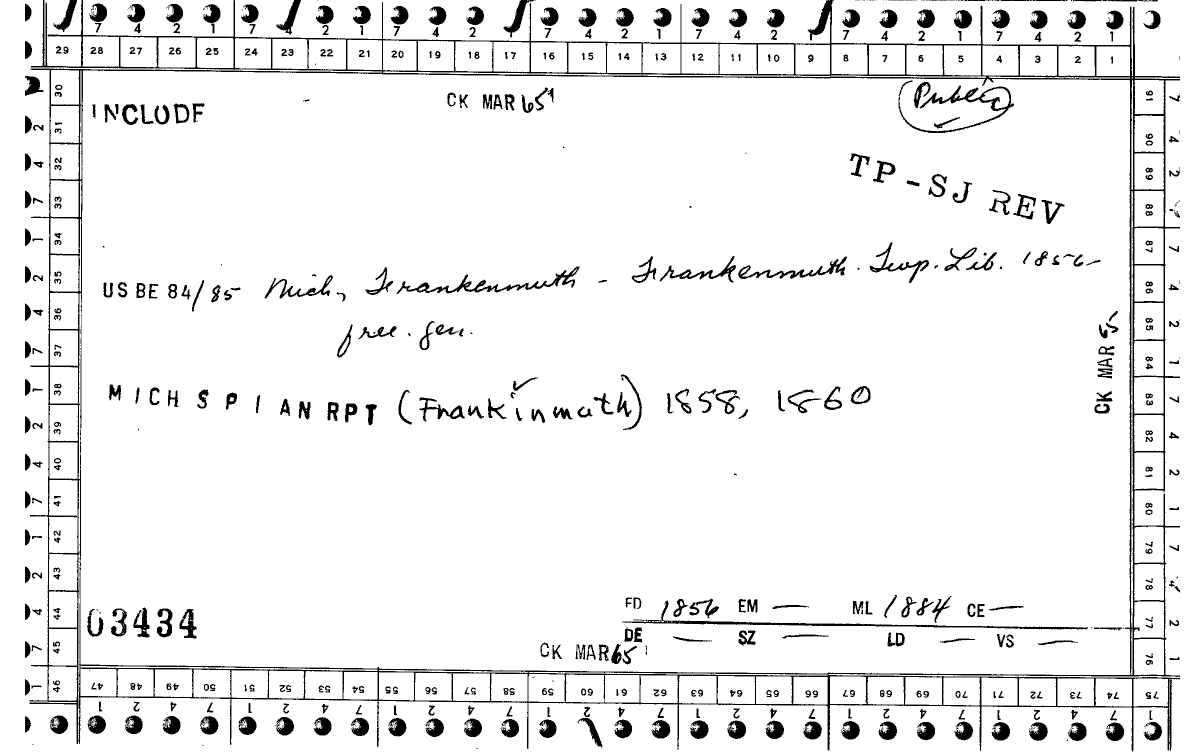 7 4 2 1 7 4 2 1 7 4 2 1 7 4 2 1 7 4 2 1 7 4 2 1 7 4 2 1
29 28 27 26 25 24 23 22 21 20 19 18 17 16 15 14 13 12 11 10 9 8 7 6 5 4 3 2 1
INCLUDE
CK MAR 65
Public
TP-SJ REV
US BE 84/85 Mich, Frankenmuth - Frankenmuth. Twp. Lib. 1856-
free. gen.
MICH SPI AN RPT (Frankinmuth) 1858, 1860
CK MAR 65
03434
FD 1856 EM — ML 1884 CE —
DE — SZ — LD — VS —
CK MAR 65
30 31 32 33 34 35 36 37 38 39 40 41 42 43 44 45 46
91 90 89 88 87 86 85 84 83 82 81 80 79 78 77 76
47 48 49 50 51 52 53 54 55 56 57 58 59 60 61 62 63 64 65 66 67 68 69 70 71 72 73 74 75
1 2 4 7 1 2 4 7 1 2 4 7 1 2 4 7 1 2 4 7 1 2 4 7 1 2 4 7 1